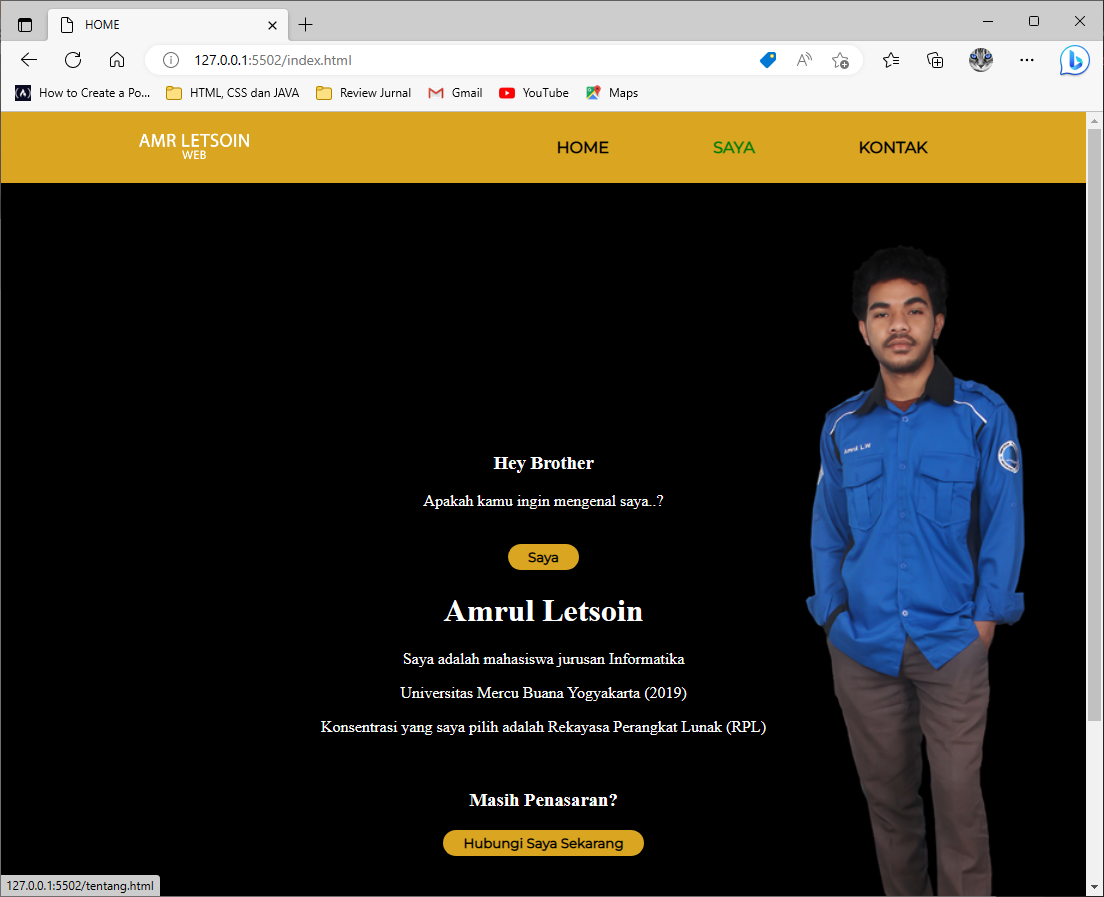 HOME
127.0.0.1:5502/index.html
How to Create a Po...
HTML, CSS dan JAVA
Review Jurnal
Gmail
YouTube
Maps
AMR LETSOIN
WEB
HOME
SAYA
KONTAK
Amrul L.W
Hey Brother
Apakah kamu ingin mengenal saya..?
Saya
Amrul Letsoin
Saya adalah mahasiswa jurusan Informatika
Universitas Mercu Buana Yogyakarta (2019)
Konsentrasi yang saya pilih adalah Rekayasa Perangkat Lunak (RPL)
Masih Penasaran?
Hubungi Saya Sekarang
127.0.0.1:5502/tentang.html